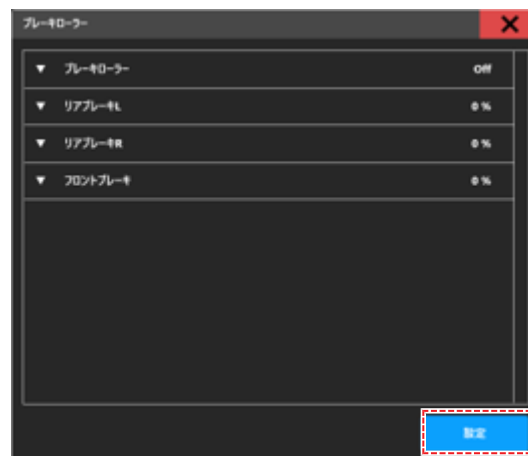 ブレーキローラー
ブレーキローラー Off
リアブレーキL 0 %
リアブレーキR 0 %
フロントブレーキ 0 %
設定